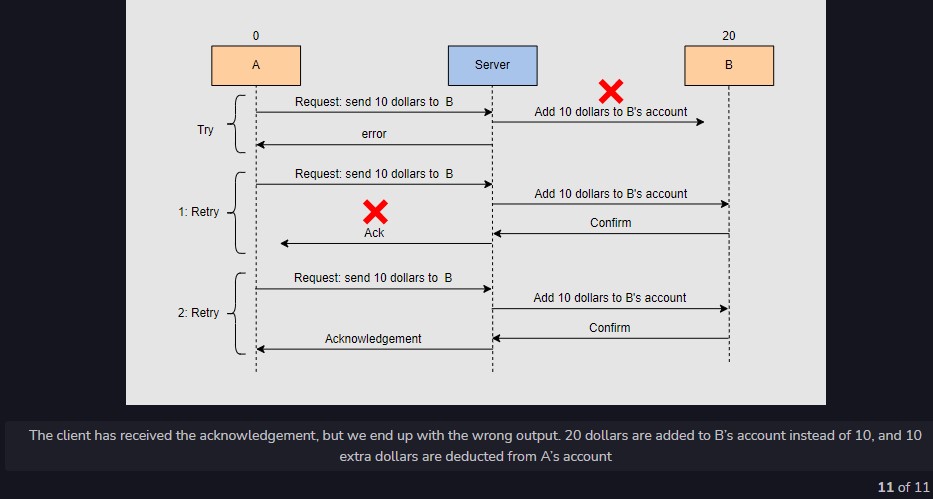 0
20
A
Server
B
Request: send 10 dollars to B
Add 10 dollars to B's account
Try
error
Request: send 10 dollars to B
Add 10 dollars to B's account
1: Retry
Confirm
Ack
Request: send 10 dollars to B
Add 10 dollars to B's account
2: Retry
Confirm
Acknowledgement
The client has received the acknowledgement, but we end up with the wrong output. 20 dollars are added to B's account instead of 10, and 10
extra dollars are deducted from A's account
11 of 11